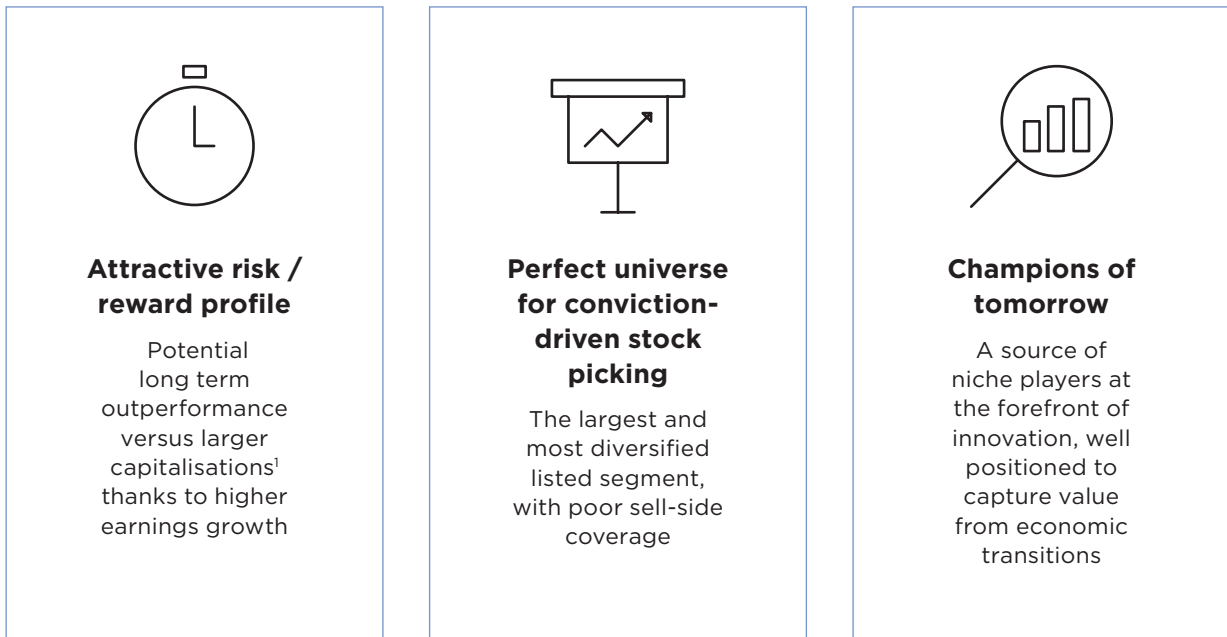 Attractive risk /
reward profile
Potential
long term
outperformance
versus larger
capitalisations¹
thanks to higher
earnings growth
Perfect universe
for conviction-
driven stock
picking
The largest and
most diversified
listed segment,
with poor sell-side
coverage
Champions of
tomorrow
A source of
niche players at
the forefront of
innovation, well
positioned to
capture value
from economic
transitions